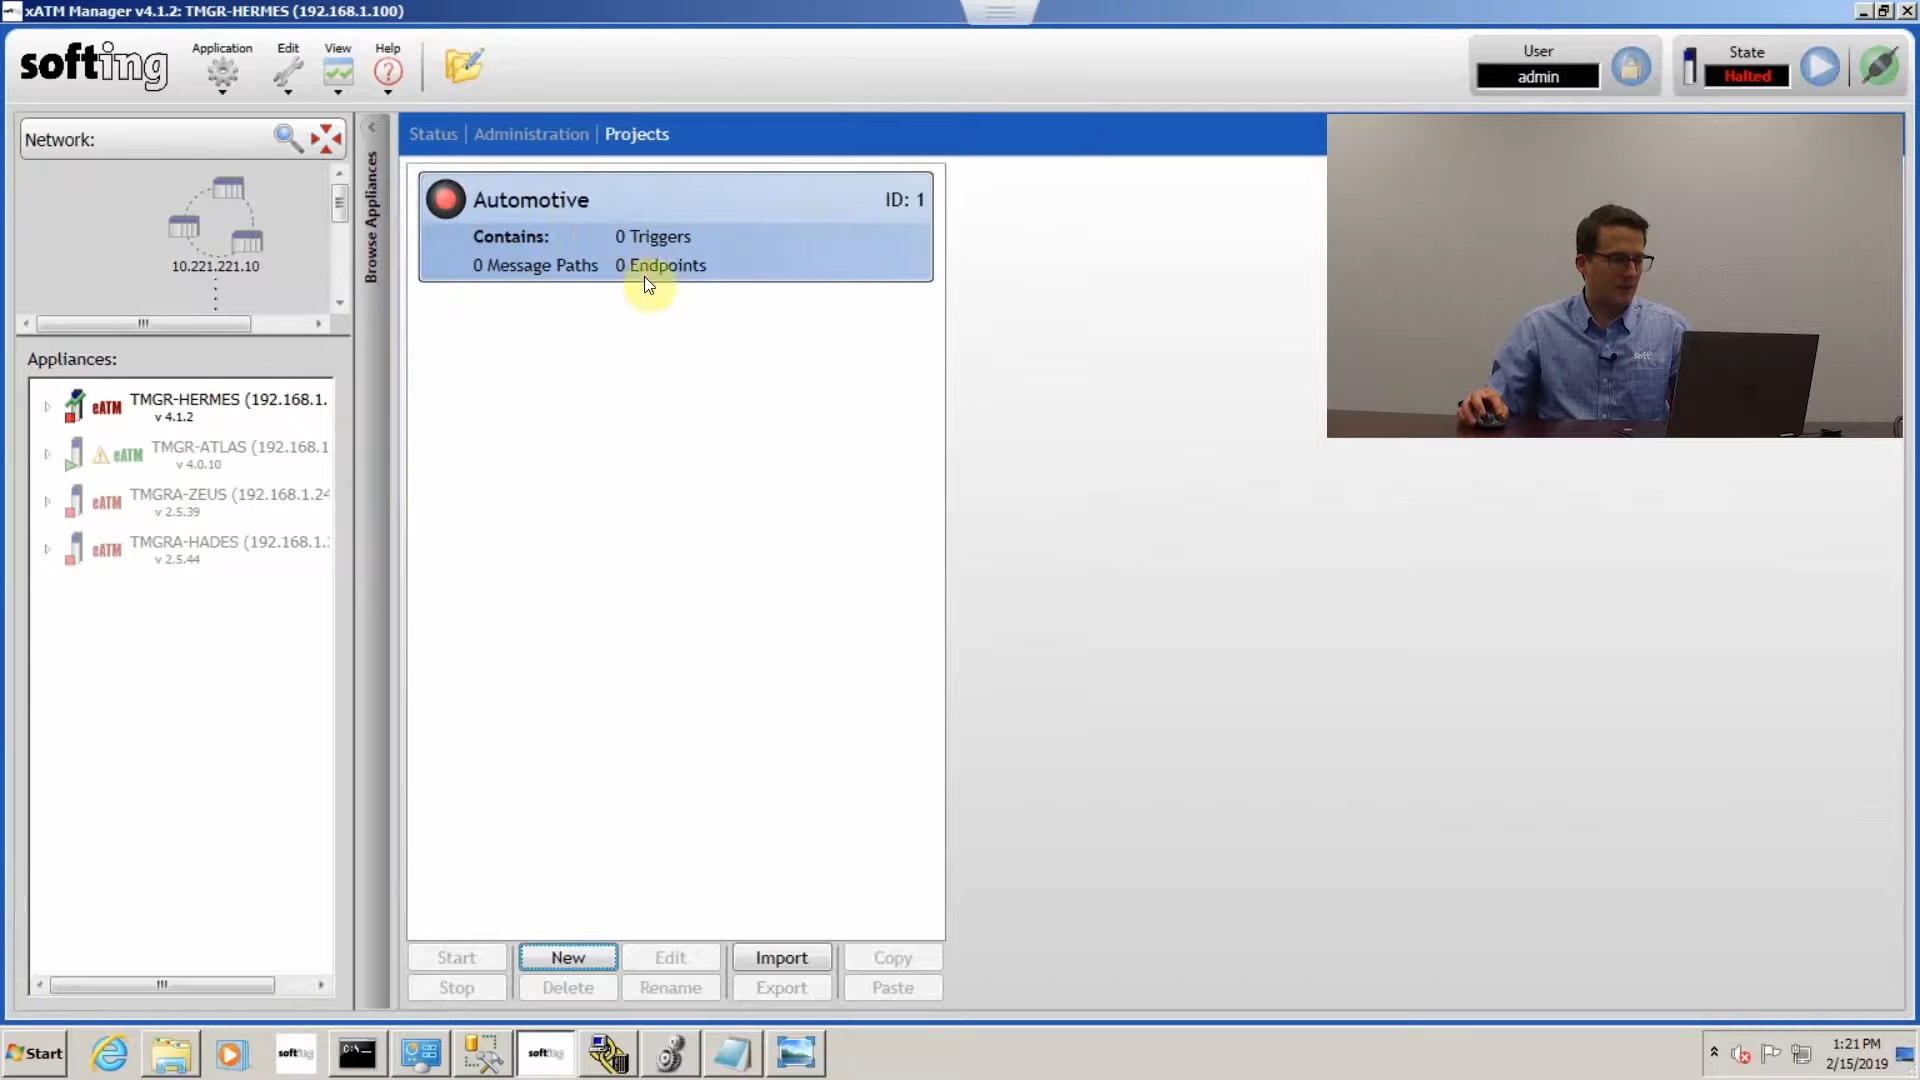 xATM Manager v4.1.2: TMGR-HERMES (192.168.1.100)
softing
Application
Edit
View
Help
User
admin
State
Halted
Network:
10.221.221.10
Browse Appliances
Status | Administration | Projects
Automotive
ID: 1
Contains:
0 Triggers
0 Message Paths
0 Endpoints
softing
Appliances:
eATM TMGR-HERMES (192.168.1.
v 4.1.2
eATM TMGR-ATLAS (192.168.1
v 4.0.10
eATM TMGRA-ZEUS (192.168.1.24
v 2.5.39
eATM TMGRA-HADES (192.168.1.
v 2.5.44
Start
New
Edit
Import
Copy
Stop
Delete
Rename
Export
Paste
Start
softing
C:\
softing
1:21 PM
2/15/2019